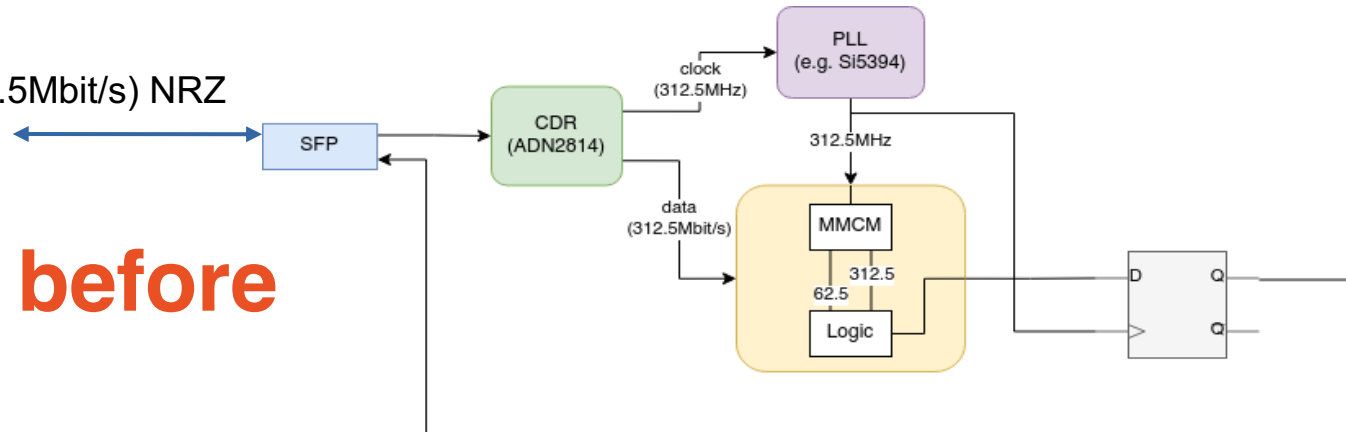 .5Mbit/s) NRZ
SFP
CDR
(ADN2814)
clock
(312.5MHz)
PLL
(e.g. Si5394)
312.5MHz
data
(312.5Mbit/s)
MMCM
312.5
62.5
Logic
D
Q
Q
before